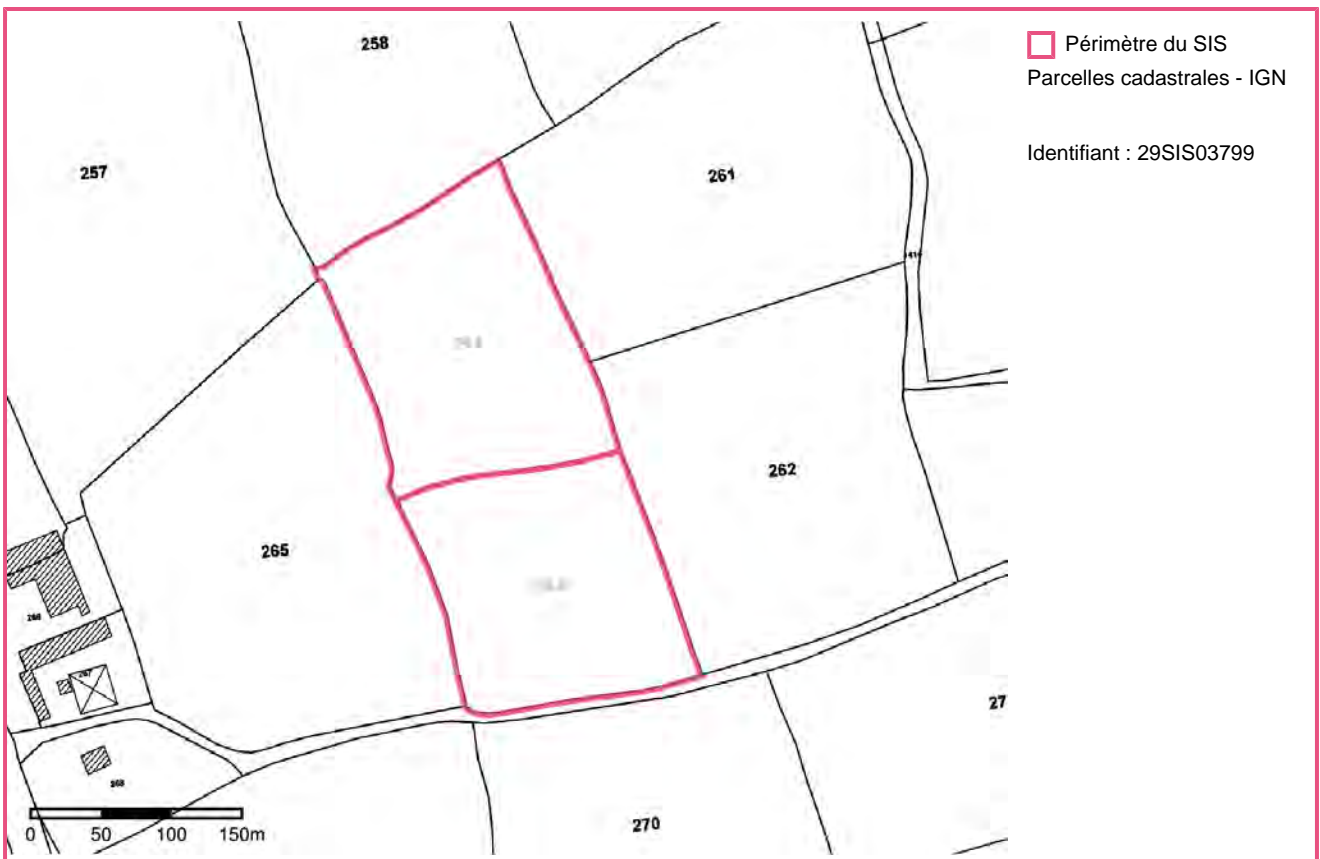 258
257
261
262
265
270
27
0 50 100 150m
Périmètre du SIS
Parcelles cadastrales - IGN
Identifiant : 29SIS03799